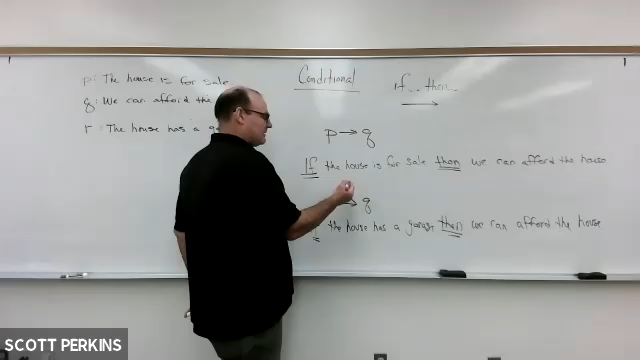 p: The house is for sale
q: We can afford the
r: The house has a
Conditional
if... then...
→
p → q
If the house is for sale then we can afford the house
→ q
the house has a garage then we can afford the house
SCOTT PERKINS